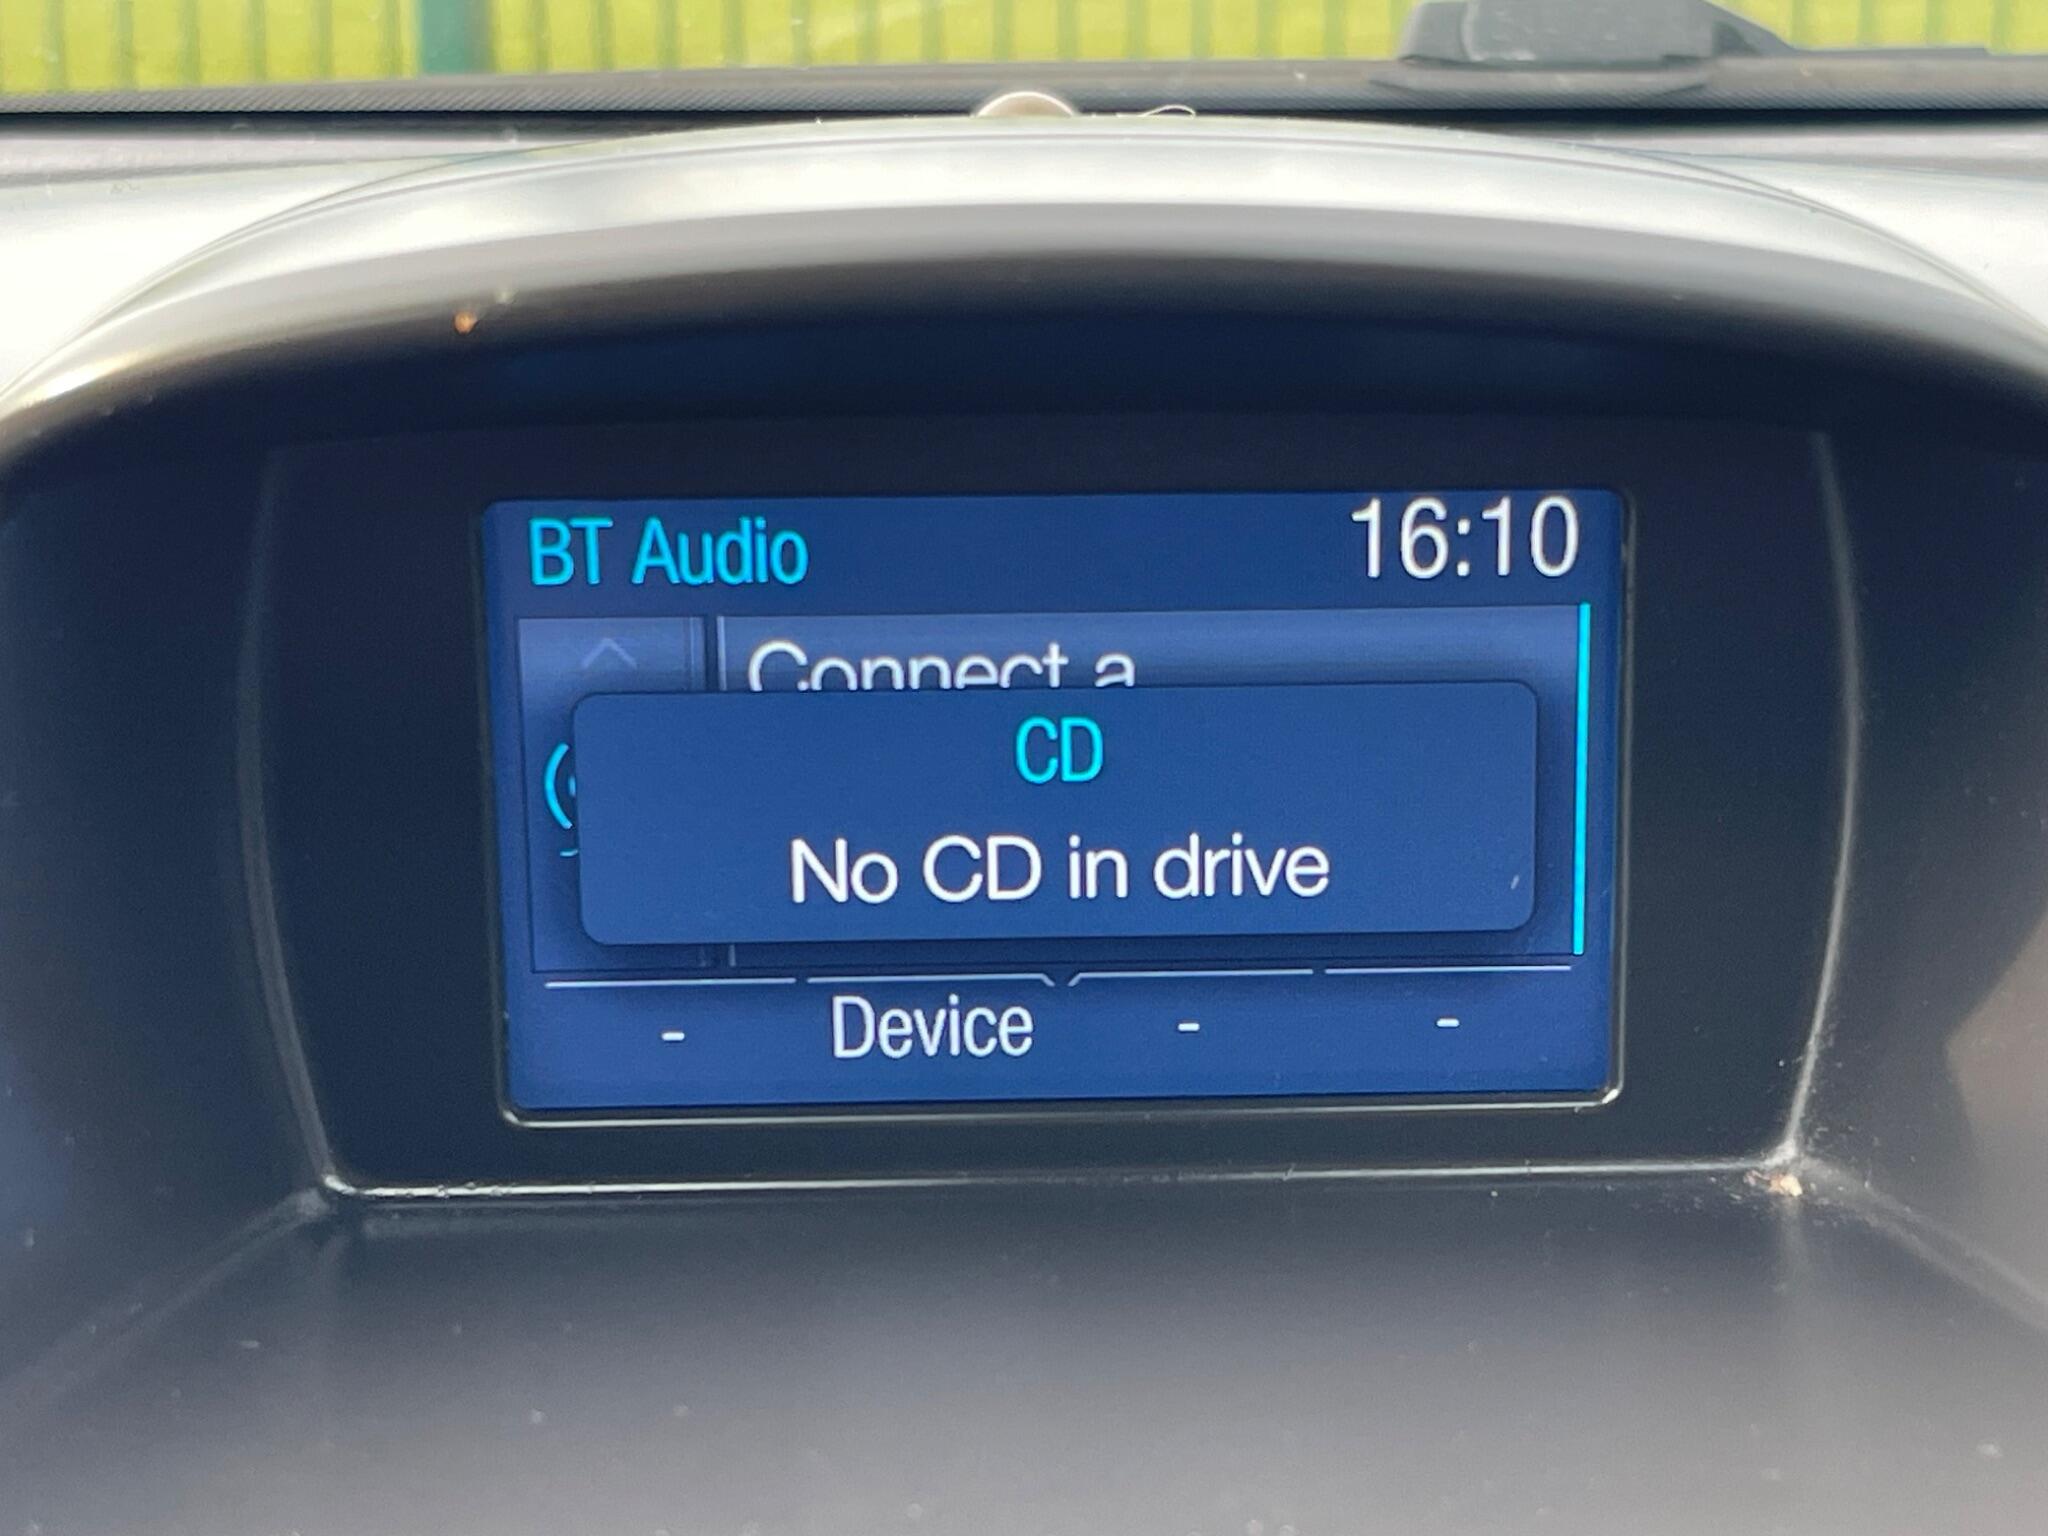 BT Audio 16:10
Connect a
CD
No CD in drive
- Device - -